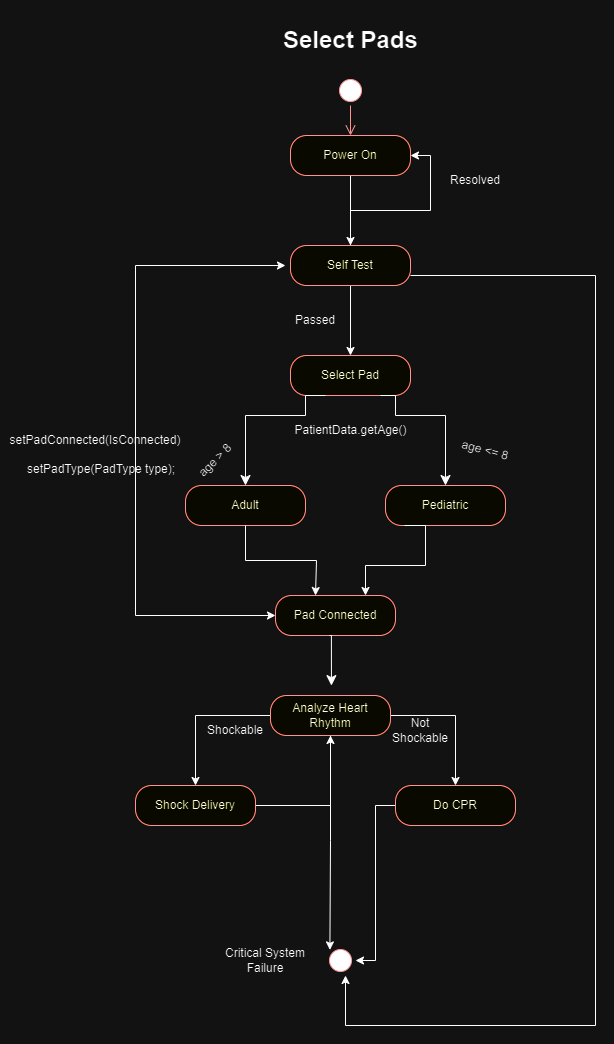 Select Pads
Power On
Resolved
Self Test
Passed
Select Pad
PatientData.getAge()
setPadConnected(IsConnected)
setPadType(PadType type);
age > 8
age <= 8
Adult
Pediatric
Pad Connected
Analyze Heart
Rhythm
Shockable
Not
Shockable
Shock Delivery
Do CPR
Critical System
Failure